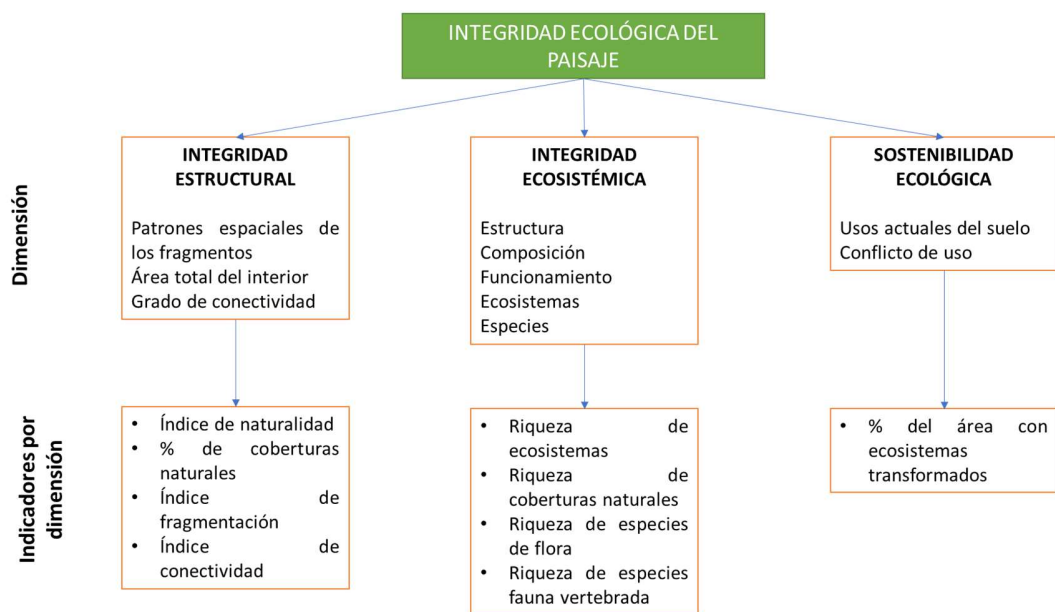 INTEGRIDAD ECOLÓGICA DEL
PAISAJE
Dimensión
INTEGRIDAD
ESTRUCTURAL
Patrones espaciales de
los fragmentos
Área total del interior
Grado de conectividad
INTEGRIDAD
ECOSISTÉMICA
Estructura
Composición
Funcionamiento
Ecosistemas
Especies
SOSTENIBILIDAD
ECOLÓGICA
Usos actuales del suelo
Conflicto de uso
Indicadores por
dimensión
• Índice de naturalidad
• % de coberturas
naturales
• Índice de
fragmentación
• Índice de
conectividad
• Riqueza de
ecosistemas
• Riqueza de
coberturas naturales
• Riqueza de especies
de flora
• Riqueza de especies
fauna vertebrada
• % del área con
ecosistemas
transformados